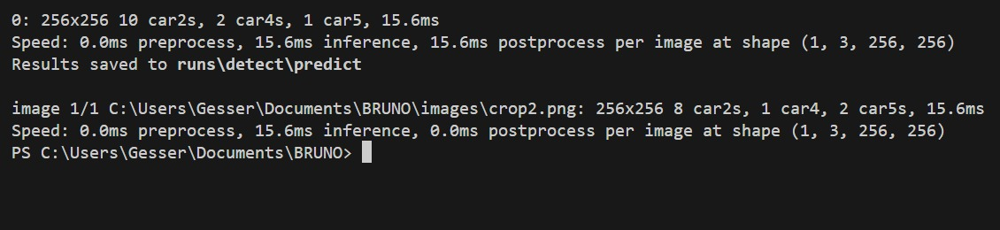 0: 256x256 10 car2s, 2 car4s, 1 car5, 15.6ms
Speed: 0.0ms preprocess, 15.6ms inference, 15.6ms postprocess per image at shape (1, 3, 256, 256)
Results saved to runs\detect\predict
image 1/1 C:\Users\Gesser\Documents\BRUNO\images\crop2.png: 256x256 8 car2s, 1 car4, 2 car5s, 15.6ms
Speed: 0.0ms preprocess, 15.6ms inference, 0.0ms postprocess per image at shape (1, 3, 256, 256)
PS C:\Users\Gesser\Documents\BRUNO>